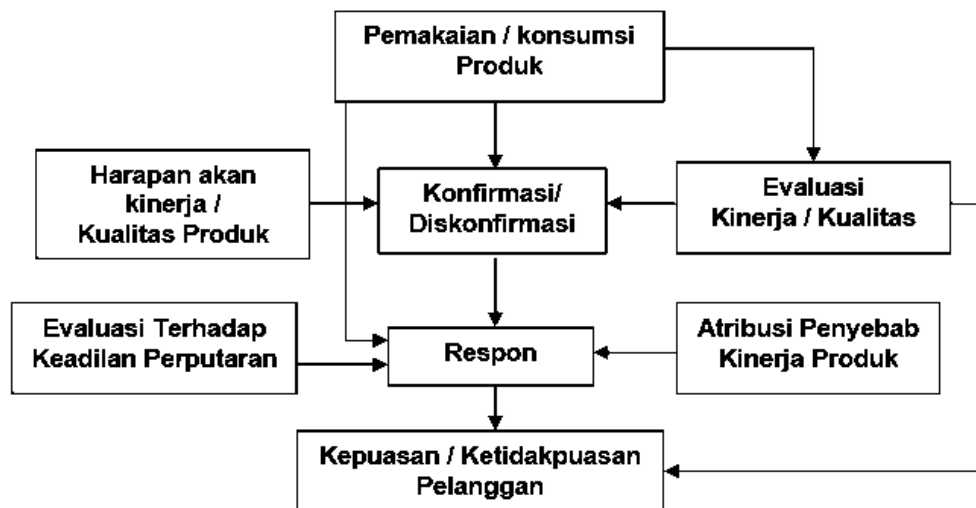 Pemakaian / konsumsi
Produk
Harapan akan
kinerja /
Kualitas Produk
Konfirmasi/
Diskonfirmasi
Evaluasi
Kinerja / Kualitas
Evaluasi Terhadap
Keadilan Perputaran
Respon
Atribusi Penyebab
Kinerja Produk
Kepuasan / Ketidakpuasan
Pelanggan